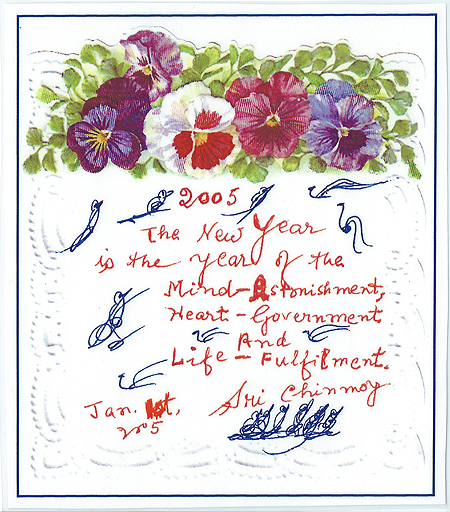 2005
The New Year
is the year of the
Mind-Astonishment,
Heart-Government
And
Life-Fulfilment.
Sri Chinmoy
Jan. 1st,
2005